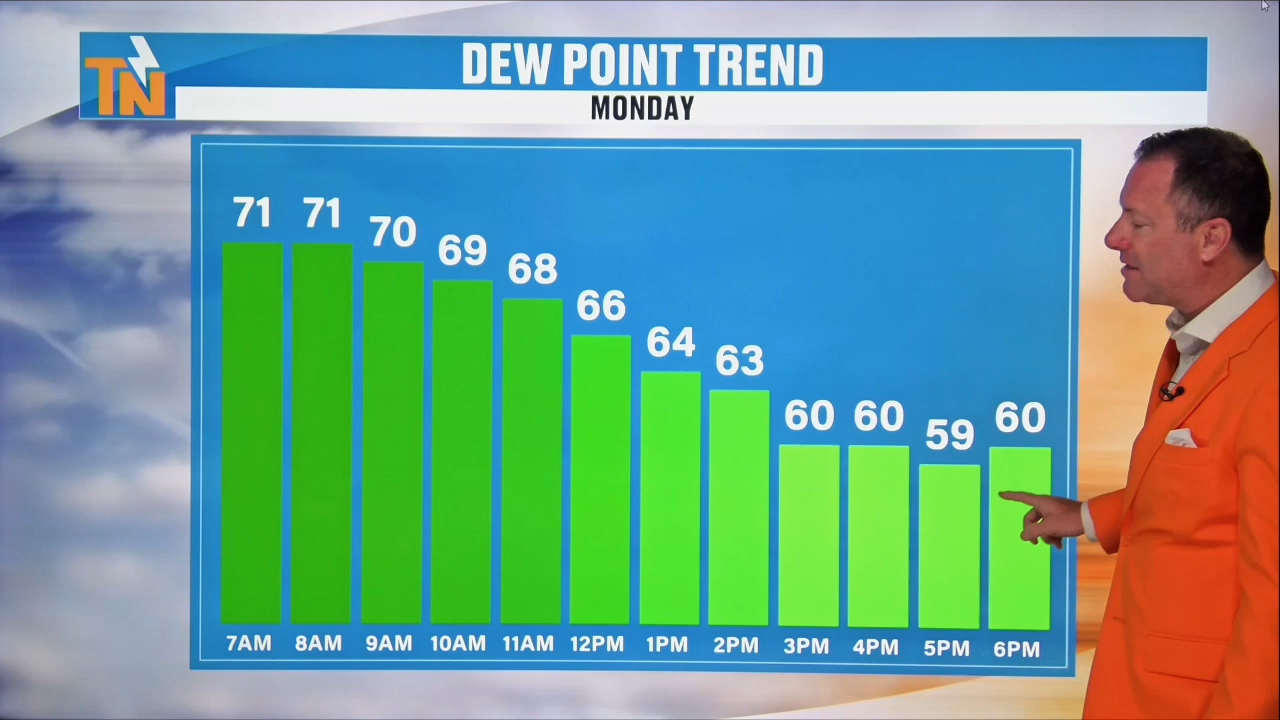 TN
DEW POINT TREND
MONDAY
71 71 70 69 68 66 64 63 60 60 59 60
7AM 8AM 9AM 10AM 11AM 12PM 1PM 2PM 3PM 4PM 5PM 6PM